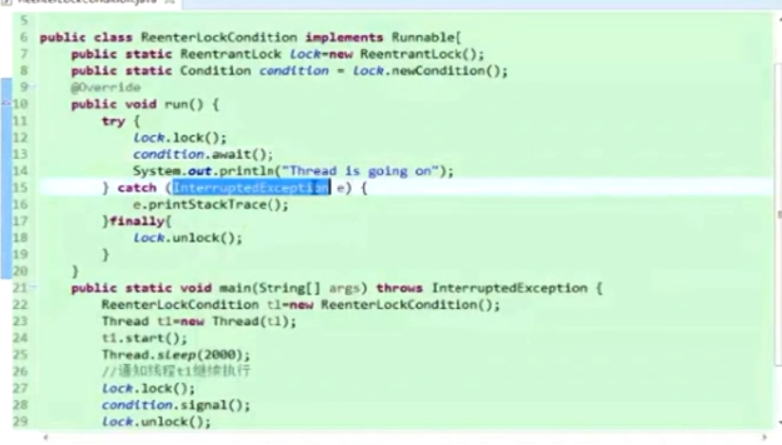 ReenterLockCondition.java
5
6 public class ReenterLockCondition implements Runnable{
7 public static ReentrantLock lock=new ReentrantLock();
8 public static Condition condition = lock.newCondition();
9 @Override
10 public void run() {
11 try {
12 lock.lock();
13 condition.await();
14 System.out.println("Thread is going on");
15 } catch (InterruptedException e) {
16 e.printStackTrace();
17 }finally{
18 lock.unlock();
19 }
20 }
21 public static void main(String[] args) throws InterruptedException {
22 ReenterLockCondition tl=new ReenterLockCondition();
23 Thread t1=new Thread(tl);
24 t1.start();
25 Thread.sleep(2000);
26 //通知线程t1继续执行
27 lock.lock();
28 condition.signal();
29 lock.unlock();